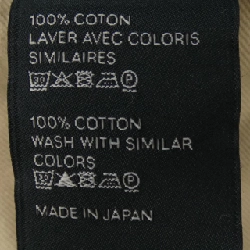 100% COTON
LAVER AVEC COLORIS
SIMILAIRES
100% COTTON
WASH WITH SIMILAR
COLORS
MADE IN JAPAN